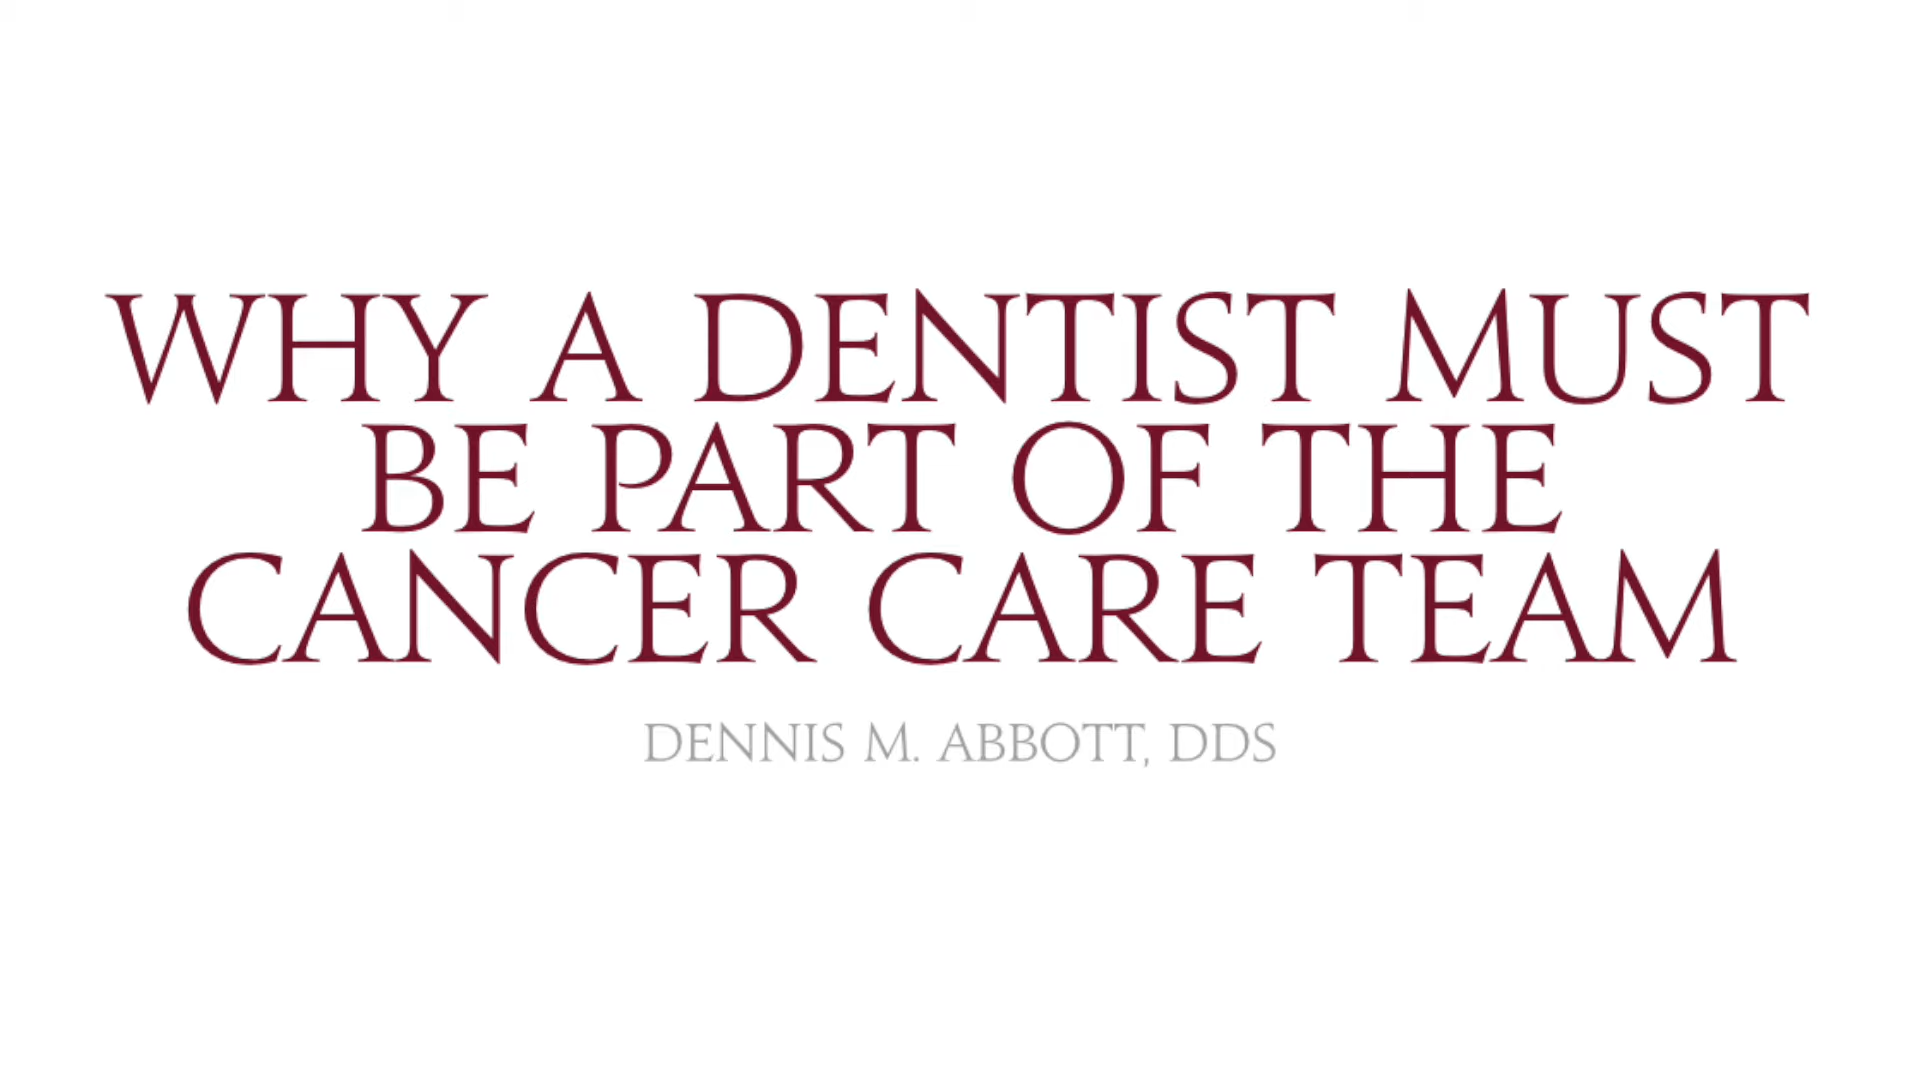 WHY A DENTIST MUST
BE PART OF THE
CANCER CARE TEAM
DENNIS M. ABBOTT, DDS